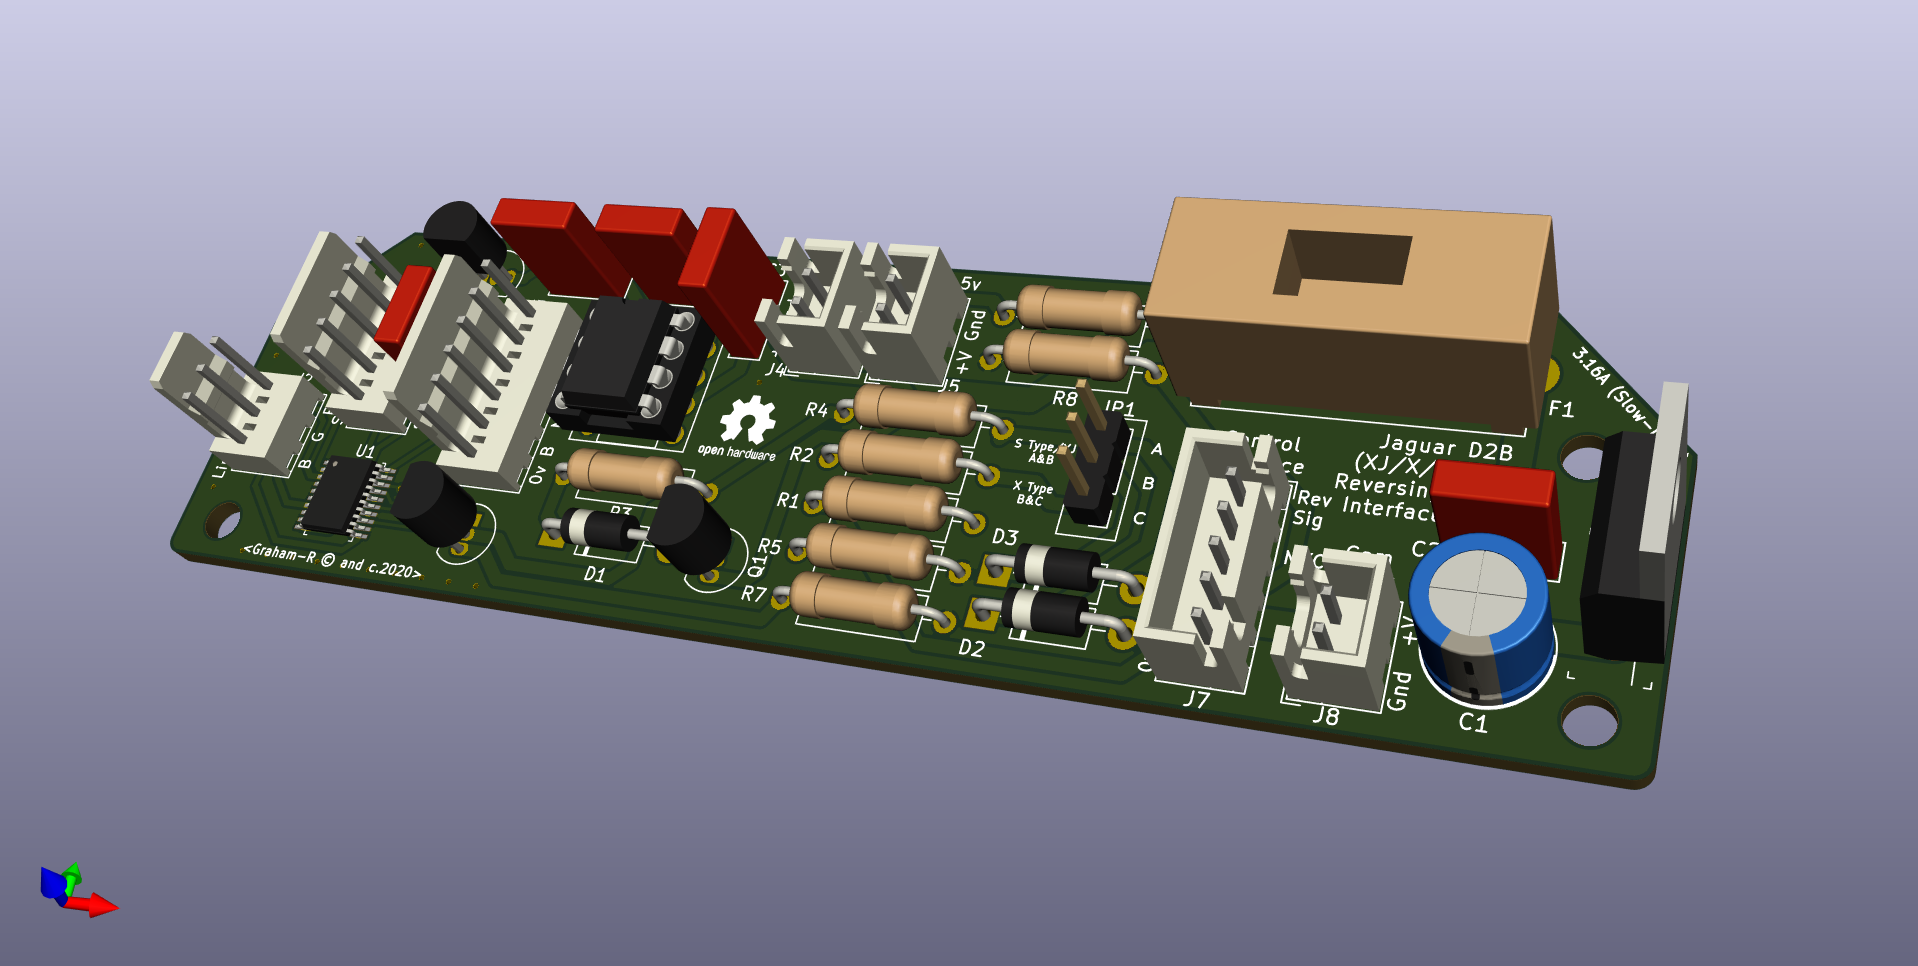 5v
Gnd
+V
J4
J5
3.16A (Slow-
F1
R8
JP1
R4
open hardware
S Type
A&B
X Type
B&C
A
B
C
R2
R1
R5
R7
Jaguar D2B
(XJ/X/
Reversin
Rev Interfac
Sig
G
B
U1
0v B
R3
D1
Q1
D3
D2
<Graham-R © and c.2020>
+V
Gnd
J7
J8
C1